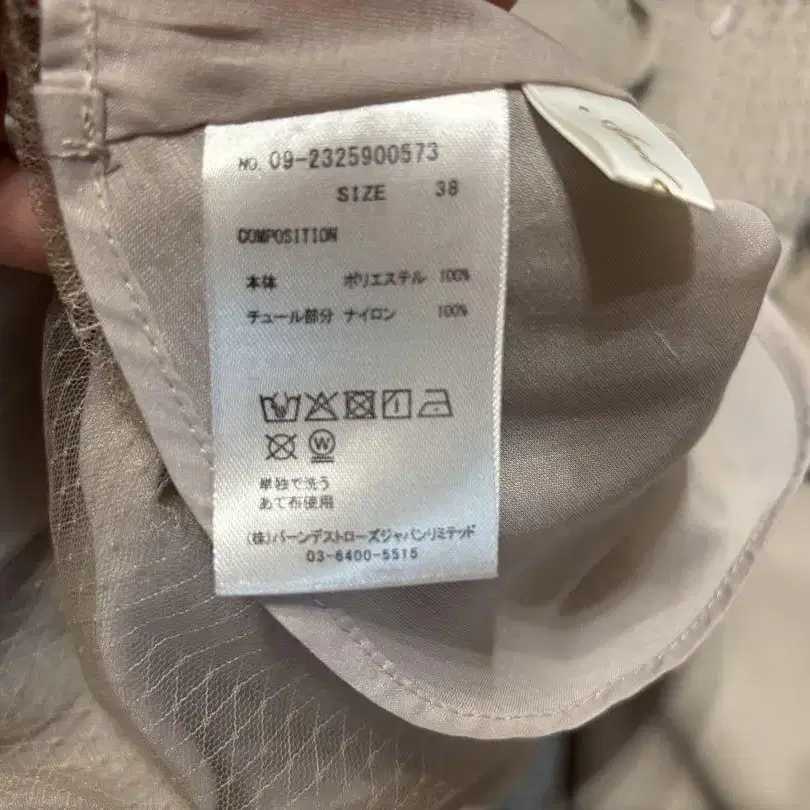 NO. 09-2325900573
SIZE 38
COMPOSITION
本体 ポリエステル 100%
チュール部分 ナイロン 100%
W
単独で洗う
あて布使用
(株)バーンデストローズジャパンリミテッド
03-6400-5515